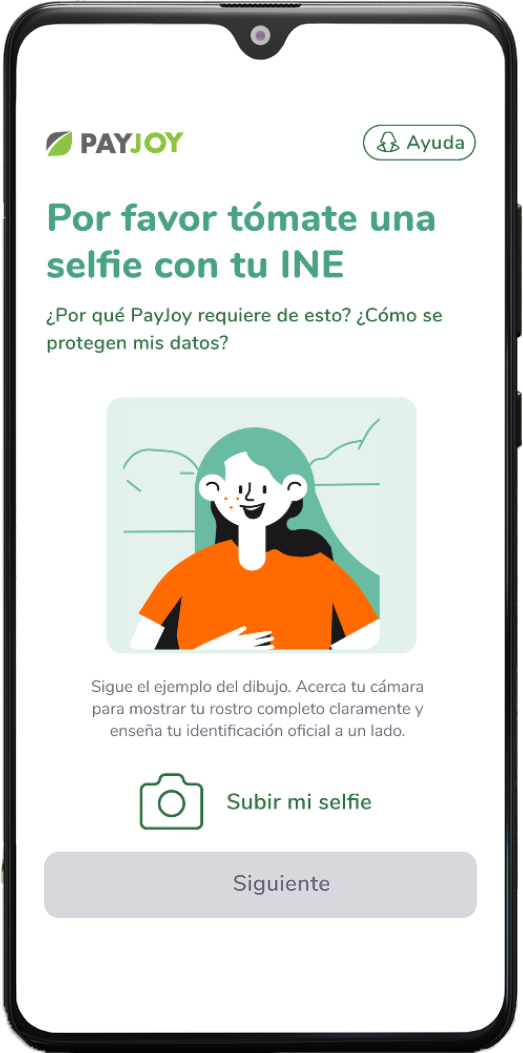 PAYJOY
Ayuda
Por favor tómate una
selfie con tu INE
¿Por qué PayJoy requiere de esto? ¿Cómo se
protegen mis datos?
Sigue el ejemplo del dibujo. Acerca tu cámara
para mostrar tu rostro completo claramente y
enseña tu identificación oficial a un lado.
Subir mi selfie
Siguiente